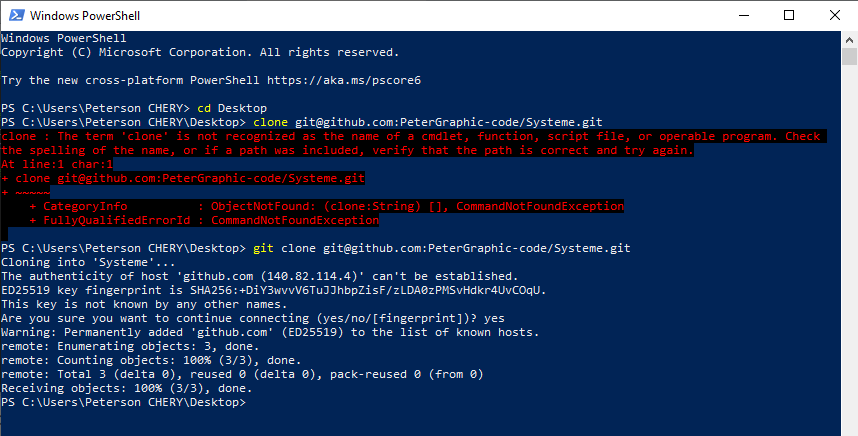 Windows PowerShell
Windows PowerShell
Copyright (C) Microsoft Corporation. All rights reserved.
Try the new cross-platform PowerShell https://aka.ms/pscore6
PS C:\Users\Peterson CHERY> cd Desktop
PS C:\Users\Peterson CHERY\Desktop> clone git@github.com:PeterGraphic-code/Systeme.git
clone : The term 'clone' is not recognized as the name of a cmdlet, function, script file, or operable program. Check
the spelling of the name, or if a path was included, verify that the path is correct and try again.
At line:1 char:1
+ clone git@github.com:PeterGraphic-code/Systeme.git
+ ~~~~~
    + CategoryInfo          : ObjectNotFound: (clone:String) [], CommandNotFoundException
    + FullyQualifiedErrorId : CommandNotFoundException
PS C:\Users\Peterson CHERY\Desktop> git clone git@github.com:PeterGraphic-code/Systeme.git
Cloning into 'Systeme'...
The authenticity of host 'github.com (140.82.114.4)' can't be established.
ED25519 key fingerprint is SHA256:+DiY3wvvV6TuJJhbpZisF/zLDA0zPMSvHdkr4UvCOqU.
This key is not known by any other names.
Are you sure you want to continue connecting (yes/no/[fingerprint])? yes
Warning: Permanently added 'github.com' (ED25519) to the list of known hosts.
remote: Enumerating objects: 3, done.
remote: Counting objects: 100% (3/3), done.
remote: Total 3 (delta 0), reused 0 (delta 0), pack-reused 0 (from 0)
Receiving objects: 100% (3/3), done.
PS C:\Users\Peterson CHERY\Desktop>